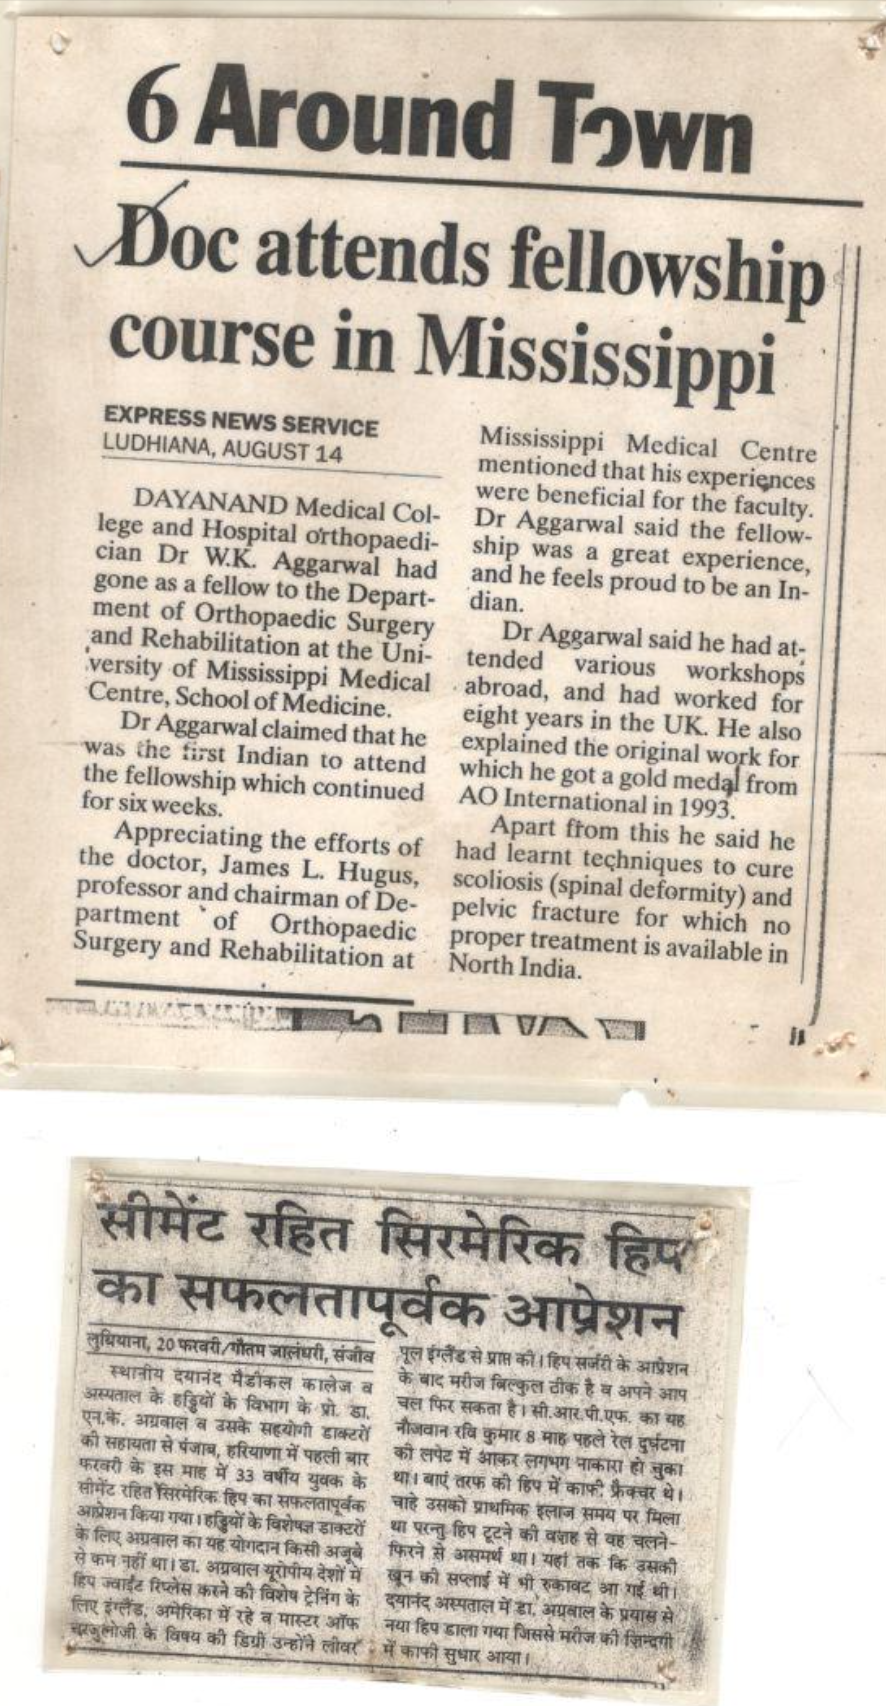 6 Around Town
Doc attends fellowship
course in Mississippi
EXPRESS NEWS SERVICE
LUDHIANA, AUGUST 14
DAYANAND Medical Col-
lege and Hospital orthopaedi-
cian Dr W.K. Aggarwal had
gone as a fellow to the Depart-
ment of Orthopaedic Surgery
and Rehabilitation at the Uni-
versity of Mississippi Medical
Centre, School of Medicine.
Dr Aggarwal claimed that he
was the first Indian to attend
the fellowship which continued
for six weeks.
Appreciating the efforts of
the doctor, James L. Hugus,
professor and chairman of De-
partment of Orthopaedic
Surgery and Rehabilitation at
Mississippi Medical Centre
mentioned that his experiences
were beneficial for the faculty.
Dr Aggarwal said the fellow-
ship was a great experience,
and he feels proud to be an In-
dian.
Dr Aggarwal said he had at-
tended various workshops
abroad, and had worked for
eight years in the UK. He also
explained the original work for
which he got a gold medal from
AO International in 1993.
Apart from this he said he
had learnt techniques to cure
scoliosis (spinal deformity) and
pelvic fracture for which no
proper treatment is available in
North India.
सीमेंट रहित सिरमेरिक हिप
का सफलतापूर्वक आप्रेशन
लुधियाना, 20 फरवरी/गौतम जालंधरी, संजीव
स्थानीय दयानंद मैडीकल कालेज व
अस्पताल के हड्डियों के विभाग के प्रो. डा.
एन.के. अग्रवाल व उसके सहयोगी डाक्टरों
की सहायता से पंजाब, हरियाणा में पहली बार
फरवरी के इस माह में 33 वर्षीय युवक के
सीमेंट रहित सिरमेरिक हिप का सफलतापूर्वक
आप्रेशन किया गया। हड्डियों के विशेषज्ञ डाक्टरों
के लिए अग्रवाल का यह योगदान किसी अजूबे
से कम नहीं था। डा. अग्रवाल यूरोपीय देशों में
हिप ज्वाईंट रिप्लेस करने की विशेष ट्रेनिंग के
लिए इंग्लैंड, अमेरिका में रहे व मास्टर ऑफ
के विषय की डिग्री उन्होंने लीवर
पूल इंग्लैंड से प्राप्त की। हिप सर्जरी के आप्रेशन
के बाद मरीज बिल्कुल ठीक है व अपने आप
चल फिर सकता है। सी.आर.पी.एफ. का यह
नौजवान रवि कुमार 8 माह पहले रेल दुर्घटना
की लपेट में आकर लगभग नाकारा हो चुका
था। बाएं तरफ की हिप में काफी फ्रैक्चर थे।
चाहे उसको प्राथमिक इलाज समय पर मिला
था परन्तु हिप टूटने की वजह से वह चलने-
फिरने से असमर्थ था। यहां तक कि उसकी
खून की सप्लाई में भी रुकावट आ गई थी।
दयानंद अस्पताल में डा. अग्रवाल के प्रयास से
नया हिप डाला गया जिससे मरीज की ज़िन्दगी
में काफी सुधार आया।